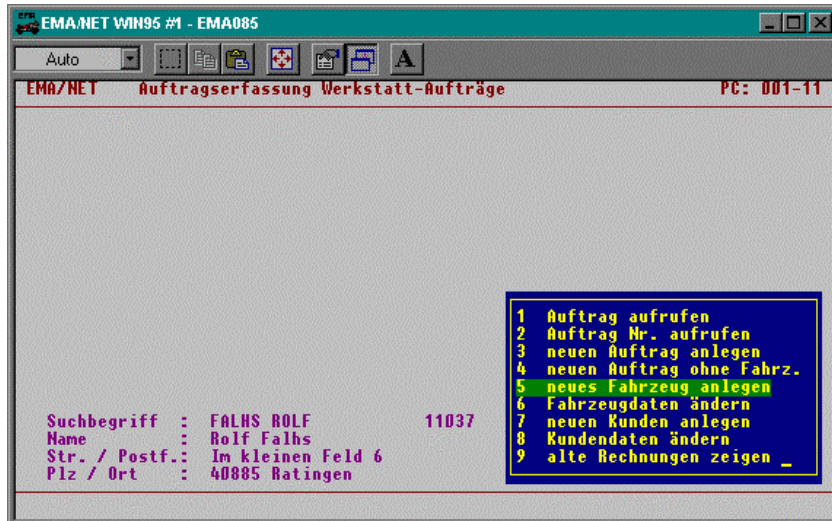 EMA/NET WIN95 #1 - EMA085
Auto
A
EMA/NET Auftragserfassung Werkstatt-Aufträge PC: 001-11
1 Auftrag aufrufen
2 Auftrag Nr. aufrufen
3 neuen Auftrag anlegen
4 neuen Auftrag ohne Fahrz.
5 neues Fahrzeug anlegen
6 Fahrzeugdaten ändern
7 neuen Kunden anlegen
8 Kundendaten ändern
9 alte Rechnungen zeigen _
Suchbegriff : FALHS ROLF 11037
Name : Rolf Falhs
Str. / Postf.: Im kleinen Feld 6
Plz / Ort : 40885 Ratingen